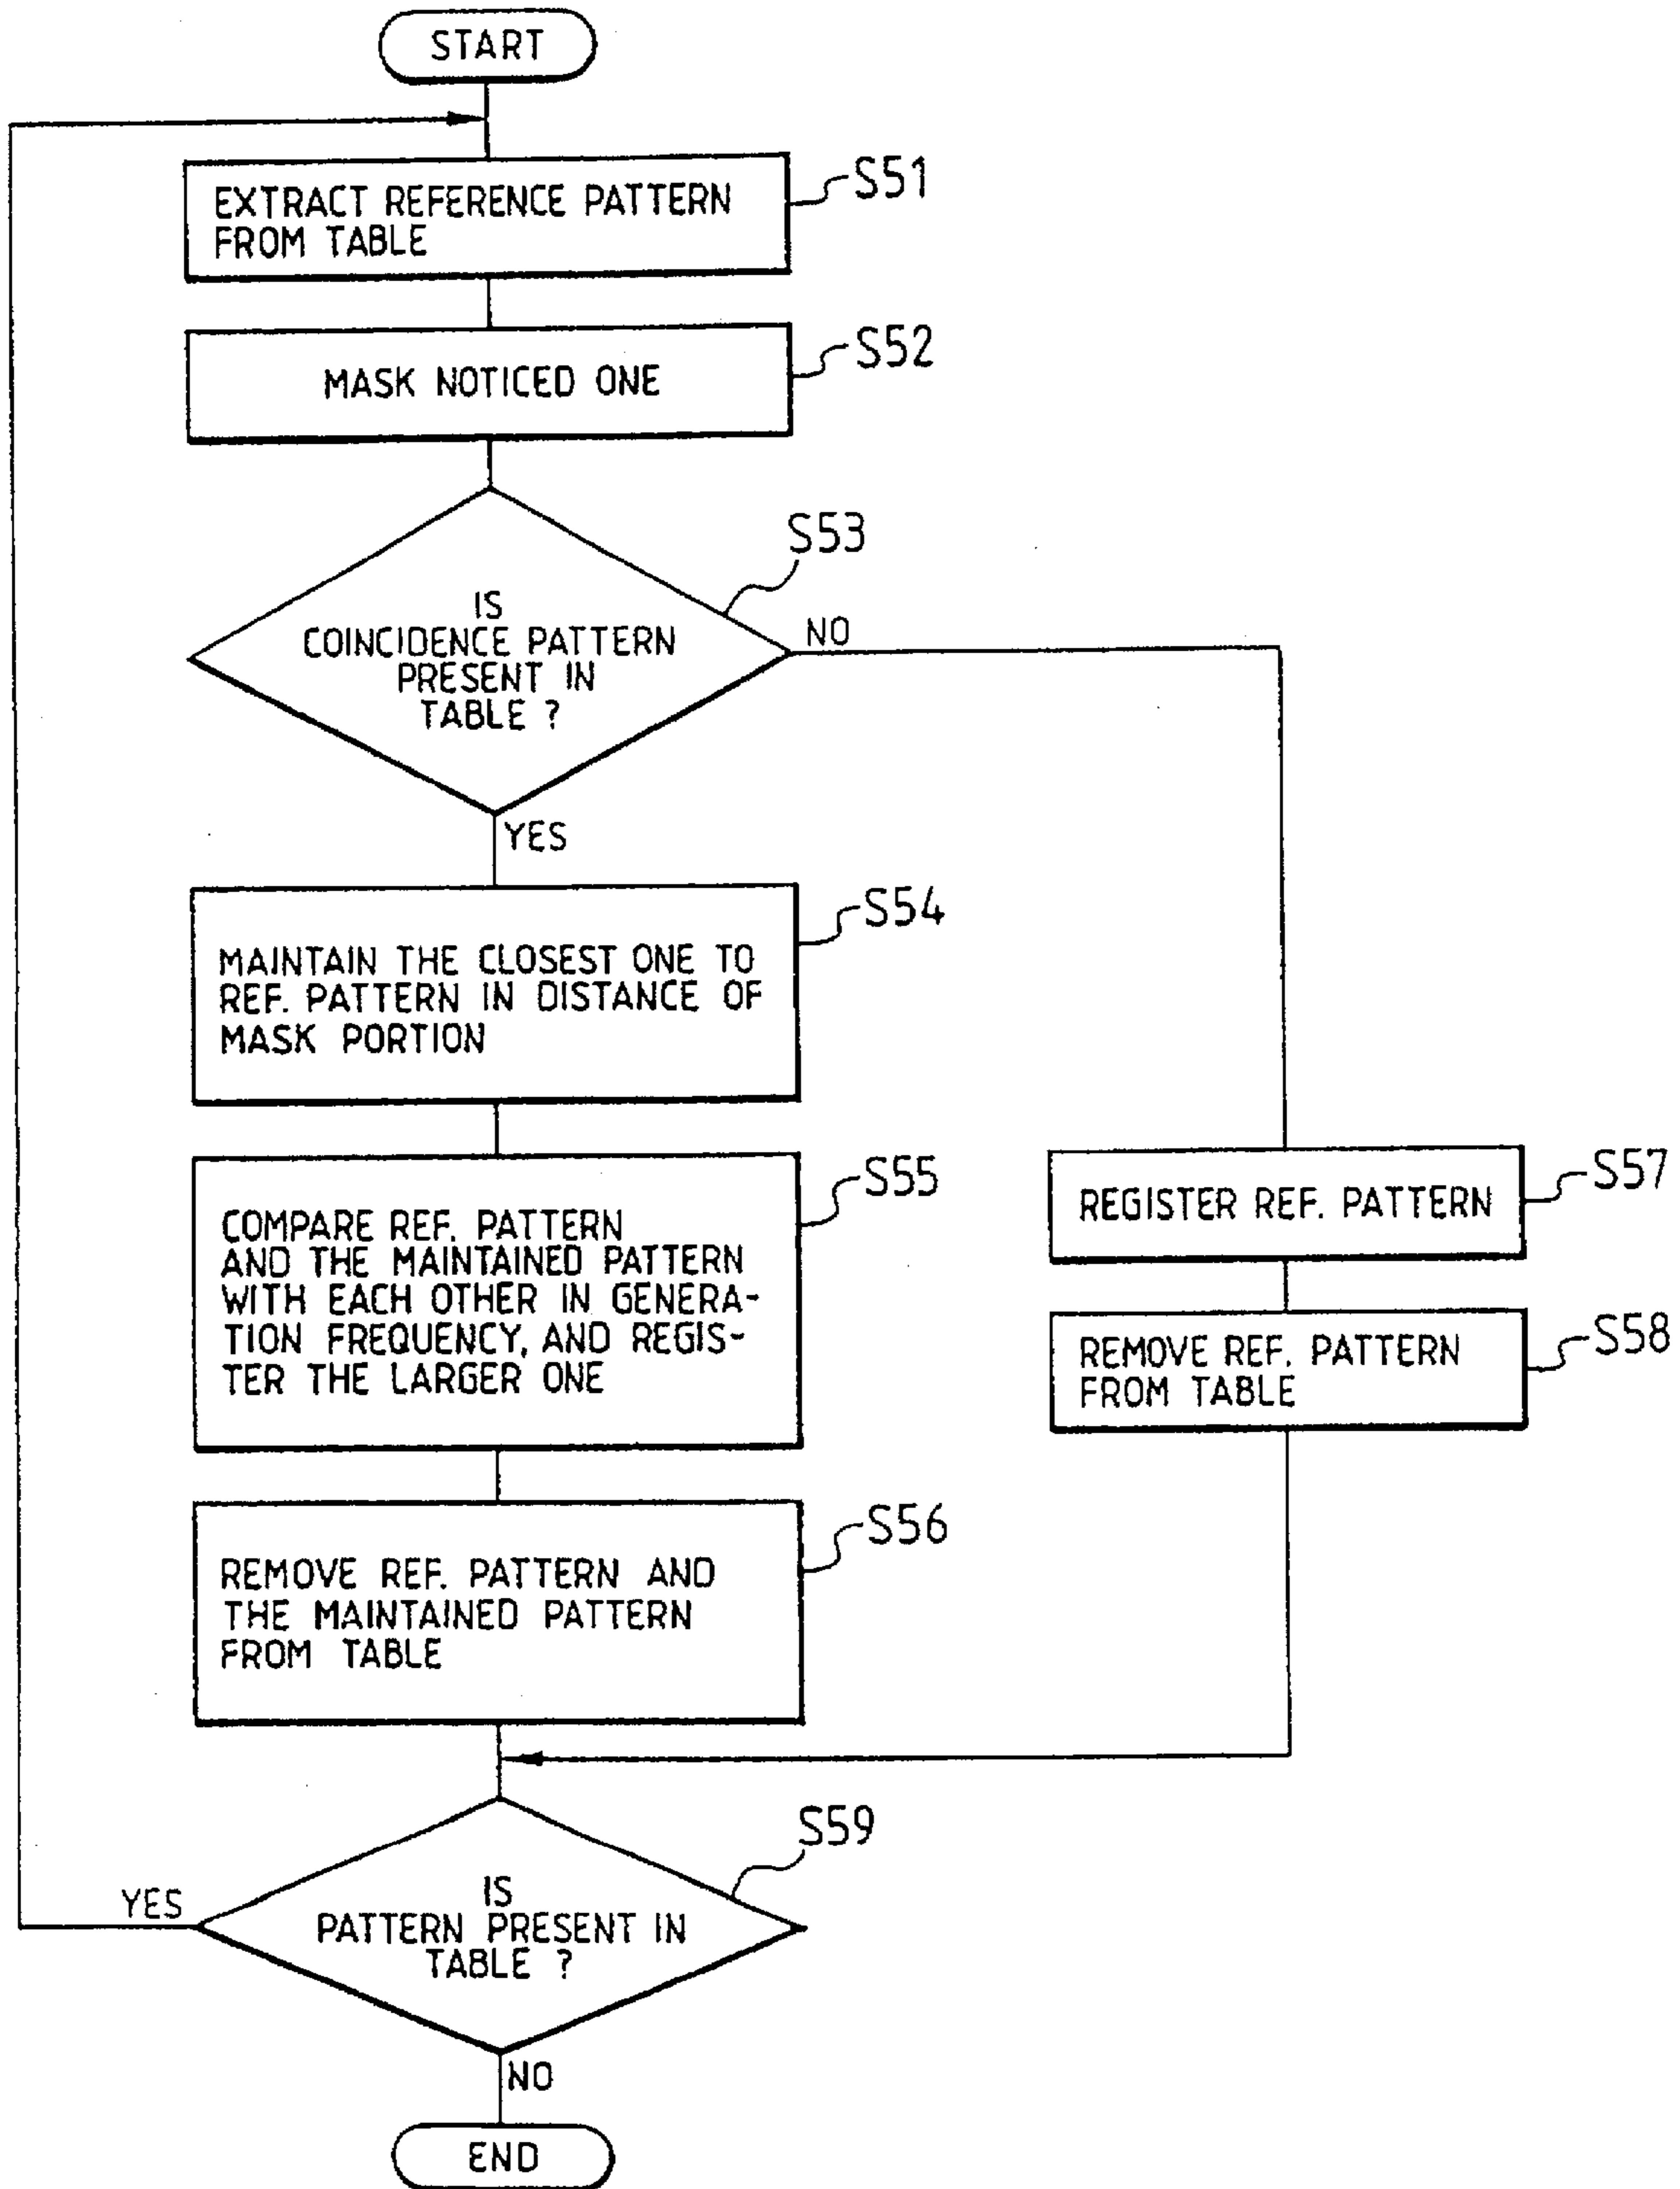 START
EXTRACT REFERENCE PATTERN
FROM TABLE
S51
MASK NOTICED ONE
S52
S53
IS
COINCIDENCE PATTERN
PRESENT IN
TABLE ?
NO
YES
MAINTAIN THE CLOSEST ONE TO
REF. PATTERN IN DISTANCE OF
MASK PORTION
S54
COMPARE REF. PATTERN
AND THE MAINTAINED PATTERN
WITH EACH OTHER IN GENERA-
TION FREQUENCY, AND REGIS-
TER THE LARGER ONE
S55
REGISTER REF. PATTERN
S57
REMOVE REF. PATTERN
FROM TABLE
S58
REMOVE REF. PATTERN AND
THE MAINTAINED PATTERN
FROM TABLE
S56
S59
IS
PATTERN PRESENT IN
TABLE ?
YES
NO
END